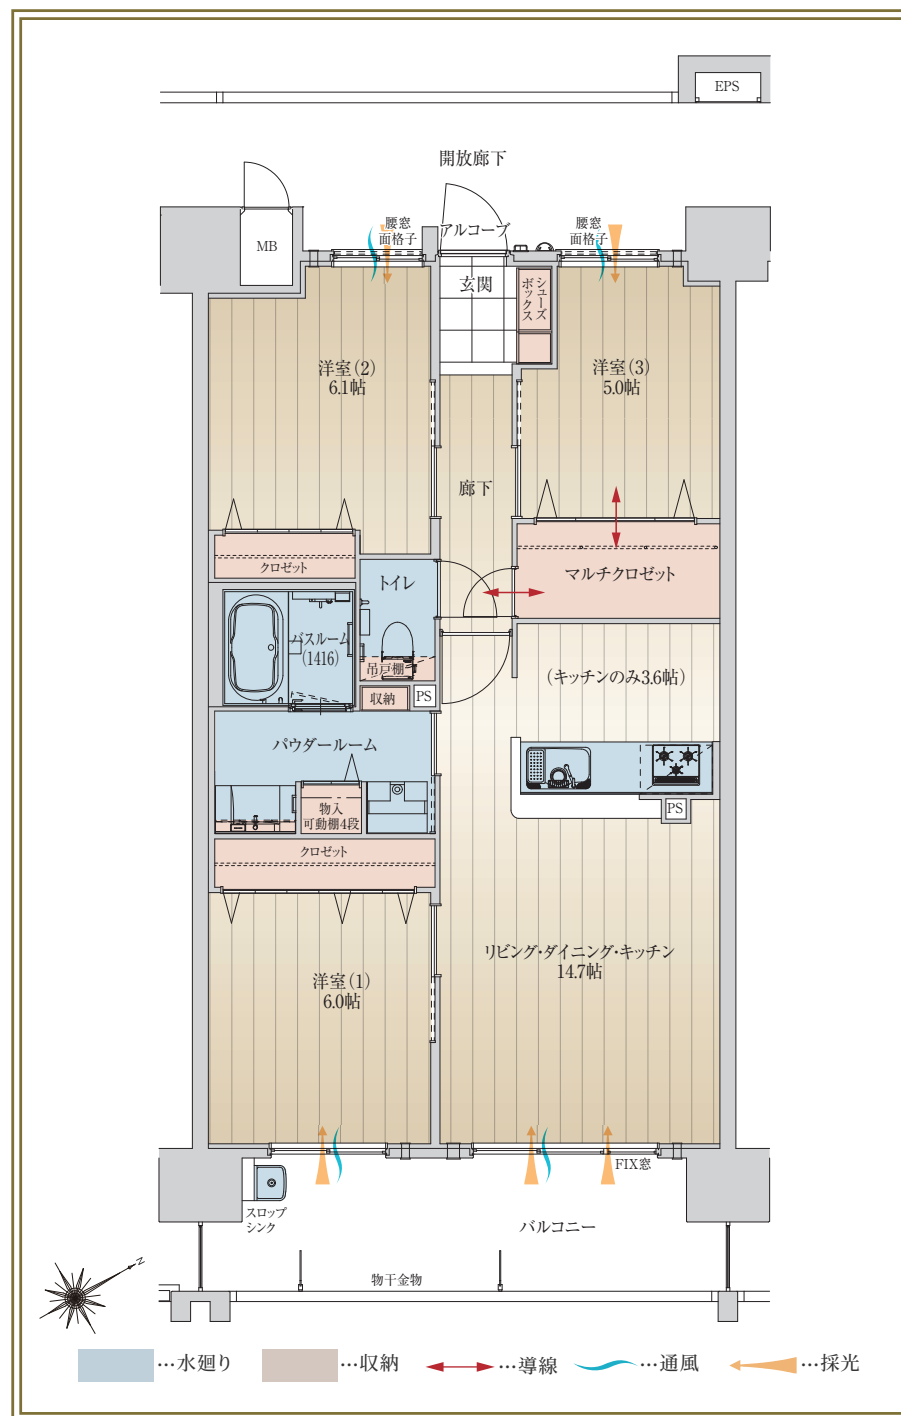 EPS
開放廊下
腰窓
面格子
アルコーブ
腰窓
面格子
MB
玄関
シューズ
ボックス
洋室(2)
6.1帖
洋室(3)
5.0帖
廊下
クロゼット
トイレ
マルチクロゼット
バスルーム
(1416)
吊戸棚
(キッチンのみ3.6帖)
収納
PS
パウダールーム
物入
可動棚4段
PS
クロゼット
リビング・ダイニング・キッチン
14.7帖
洋室(1)
6.0帖
FIX窓
スロップ
シンク
バルコニー
N
物干金物
…水廻り
…収納
…導線
…通風
…採光